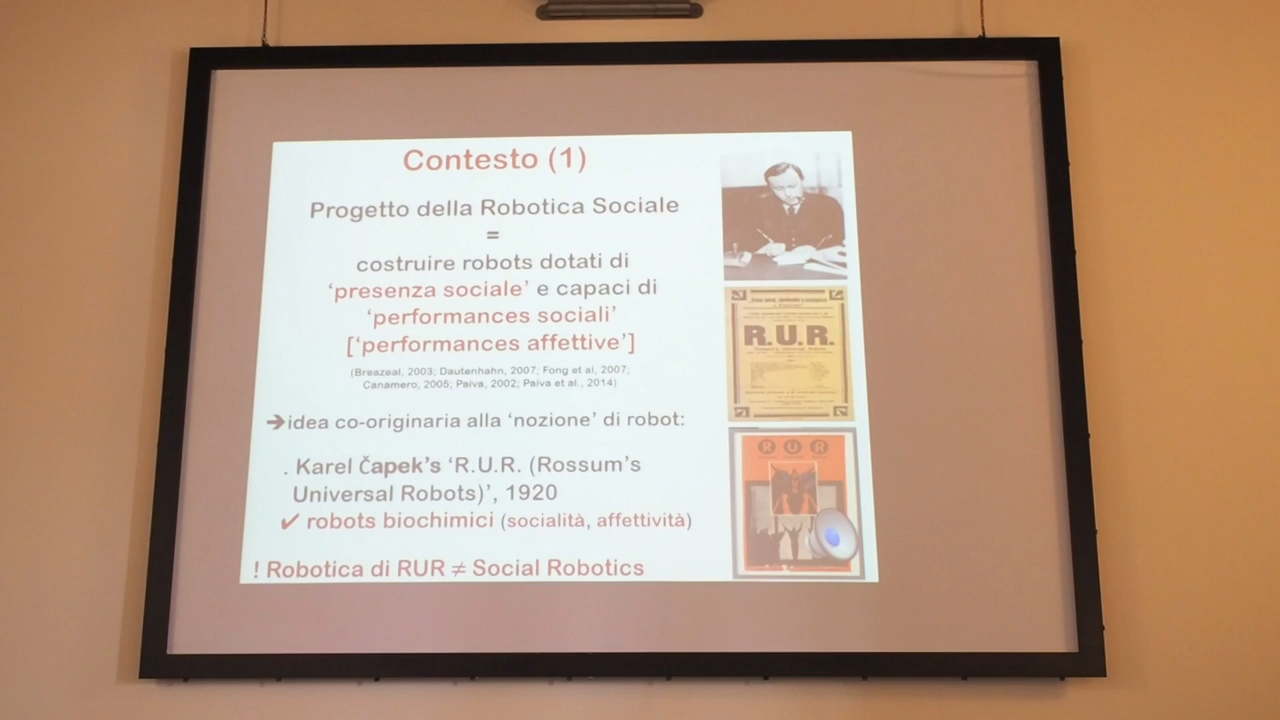 Contesto (1)
Progetto della Robotica Sociale
=
costruire robots dotati di
‘presenza sociale’ e capaci di
‘performances sociali’
[‘performances affettive’]
(Breazeal, 2003; Dautenhahn, 2007; Fong et al, 2007;
Canamero, 2005; Paiva, 2002; Paiva et al., 2014)
➔idea co-originaria alla ‘nozione’ di robot:
. Karel Čapek’s ‘R.U.R. (Rossum’s
Universal Robots)’, 1920
✔ robots biochimici (socialità, affettività)
! Robotica di RUR ≠ Social Robotics
R.U.R.
RUR